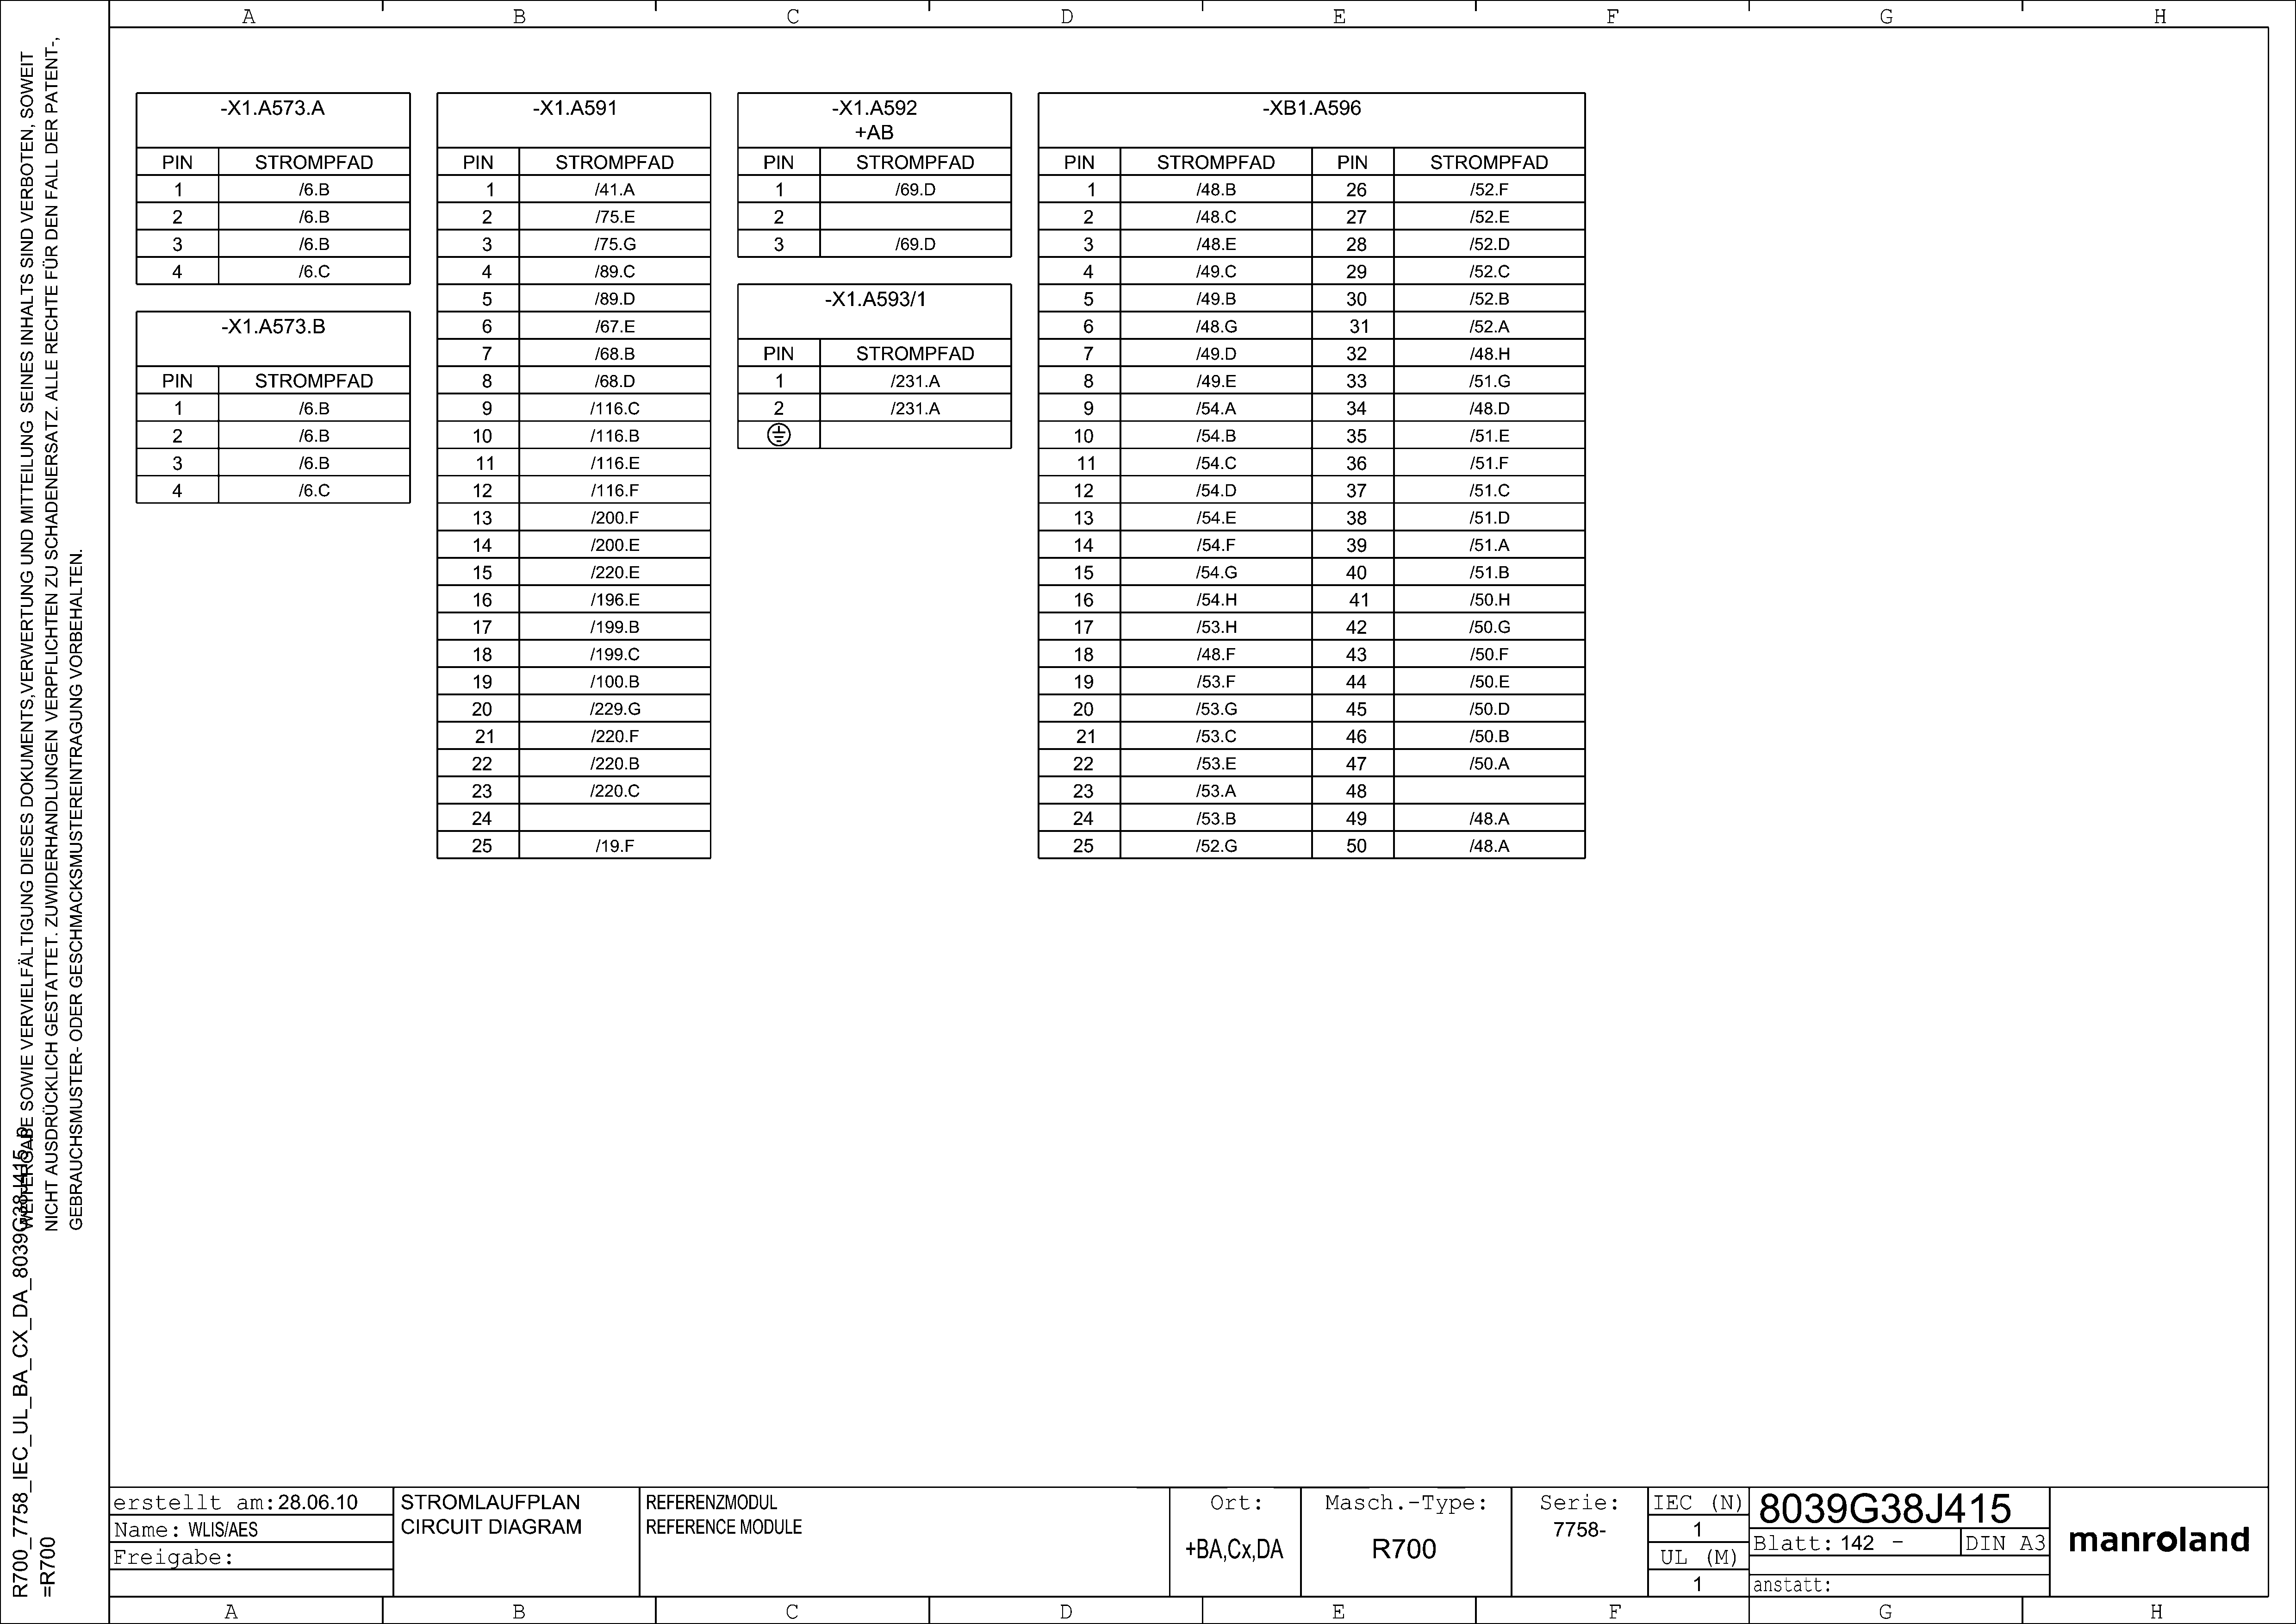 A B C D E F G H
-X1.A573.A
PIN STROMPFAD
1 /6.B
2 /6.B
3 /6.B
4 /6.C
-X1.A573.B
PIN STROMPFAD
1 /6.B
2 /6.B
3 /6.B
4 /6.C
-X1.A591
PIN STROMPFAD
1 /41.A
2 /75.E
3 /75.G
4 /89.C
5 /89.D
6 /67.E
7 /68.B
8 /68.D
9 /116.C
10 /116.B
11 /116.E
12 /116.F
13 /200.F
14 /200.E
15 /220.E
16 /196.E
17 /199.B
18 /199.C
19 /100.B
20 /229.G
21 /220.F
22 /220.B
23 /220.C
24
25 /19.F
-X1.A592
+AB
PIN STROMPFAD
1 /69.D
2
3 /69.D
-X1.A593/1
PIN STROMPFAD
1 /231.A
2 /231.A
-XB1.A596
PIN STROMPFAD PIN STROMPFAD
1 /48.B 26 /52.F
2 /48.C 27 /52.E
3 /48.E 28 /52.D
4 /49.C 29 /52.C
5 /49.B 30 /52.B
6 /48.G 31 /52.A
7 /49.D 32 /48.H
8 /49.E 33 /51.G
9 /54.A 34 /48.D
10 /54.B 35 /51.E
11 /54.C 36 /51.F
12 /54.D 37 /51.C
13 /54.E 38 /51.D
14 /54.F 39 /51.A
15 /54.G 40 /51.B
16 /54.H 41 /50.H
17 /53.H 42 /50.G
18 /48.F 43 /50.F
19 /53.F 44 /50.E
20 /53.G 45 /50.D
21 /53.C 46 /50.B
22 /53.E 47 /50.A
23 /53.A 48
24 /53.B 49 /48.A
25 /52.G 50 /48.A
WEITERGABE SOWIE VERVIELFÄLTIGUNG DIESES DOKUMENTS,VERWERTUNG UND MITTEILUNG SEINES INHALTS SIND VERBOTEN, SOWEIT
NICHT AUSDRÜCKLICH GESTATTET. ZUWIDERHANDLUNGEN VERPFLICHTEN ZU SCHADENERSATZ. ALLE RECHTE FÜR DEN FALL DER PATENT-,
GEBRAUCHSMUSTER- ODER GESCHMACKSMUSTEREINTRAGUNG VORBEHALTEN.
R700_7758_IEC_UL_BA_CX_DA_8039G38J415_p
=R700
erstellt am: 28.06.10
Name: WLIS/AES
Freigabe:
STROMLAUFPLAN
CIRCUIT DIAGRAM
REFERENZMODUL
REFERENCE MODULE
Ort:
+BA,Cx,DA
Masch.-Type:
R700
Serie:
7758-
IEC (N)
1
UL (M)
1
8039G38J415
Blatt: 142 - DIN A3
anstatt:
manroland
A B C D E F G H